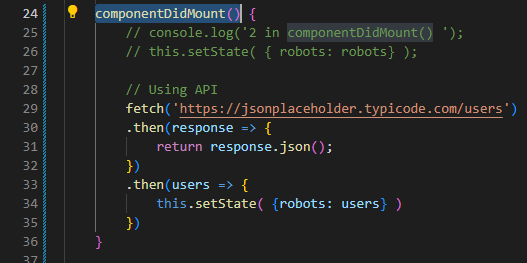 24 componentDidMount() {
25 // console.log('2 in componentDidMount() ');
26 // this.setState( { robots: robots} );
27
28 // Using API
29 fetch('https://jsonplaceholder.typicode.com/users')
30 .then(response => {
31 return response.json();
32 })
33 .then(users => {
34 this.setState( {robots: users} )
35 })
36 }
37